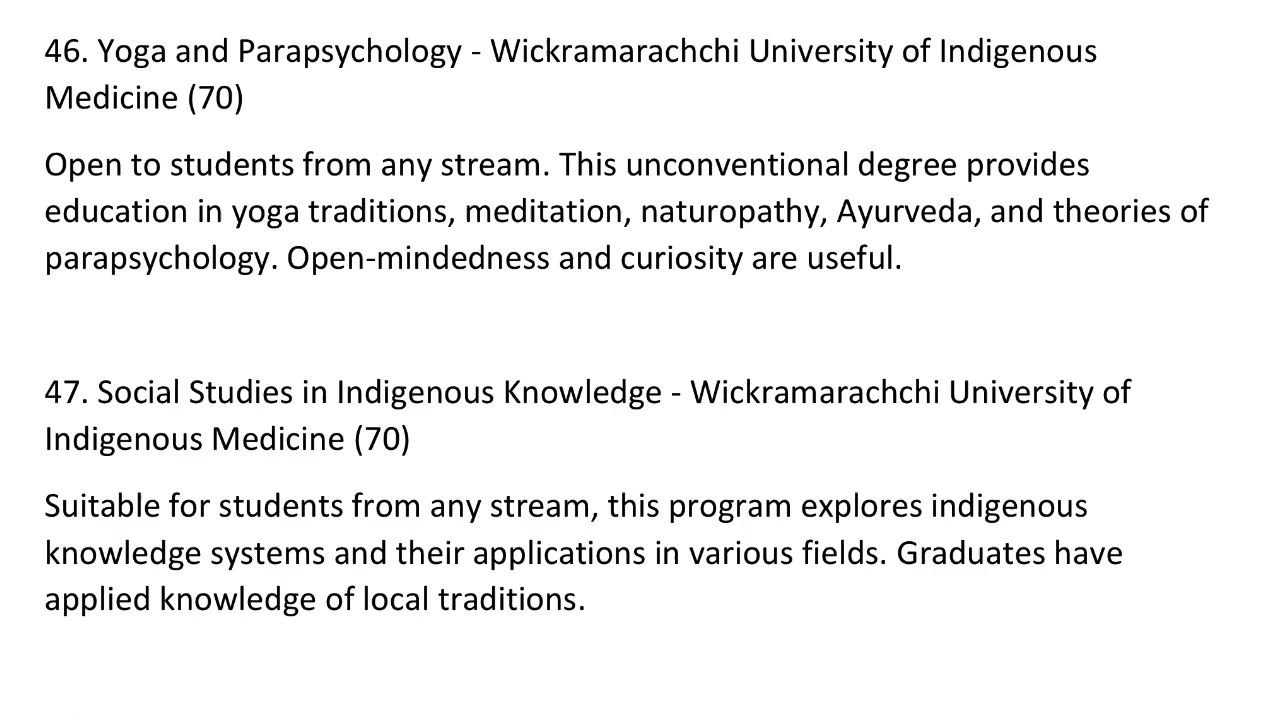 46. Yoga and Parapsychology - Wickramarachchi University of Indigenous
Medicine (70)
Open to students from any stream. This unconventional degree provides
education in yoga traditions, meditation, naturopathy, Ayurveda, and theories of
parapsychology. Open-mindedness and curiosity are useful.
47. Social Studies in Indigenous Knowledge - Wickramarachchi University of
Indigenous Medicine (70)
Suitable for students from any stream, this program explores indigenous
knowledge systems and their applications in various fields. Graduates have
applied knowledge of local traditions.